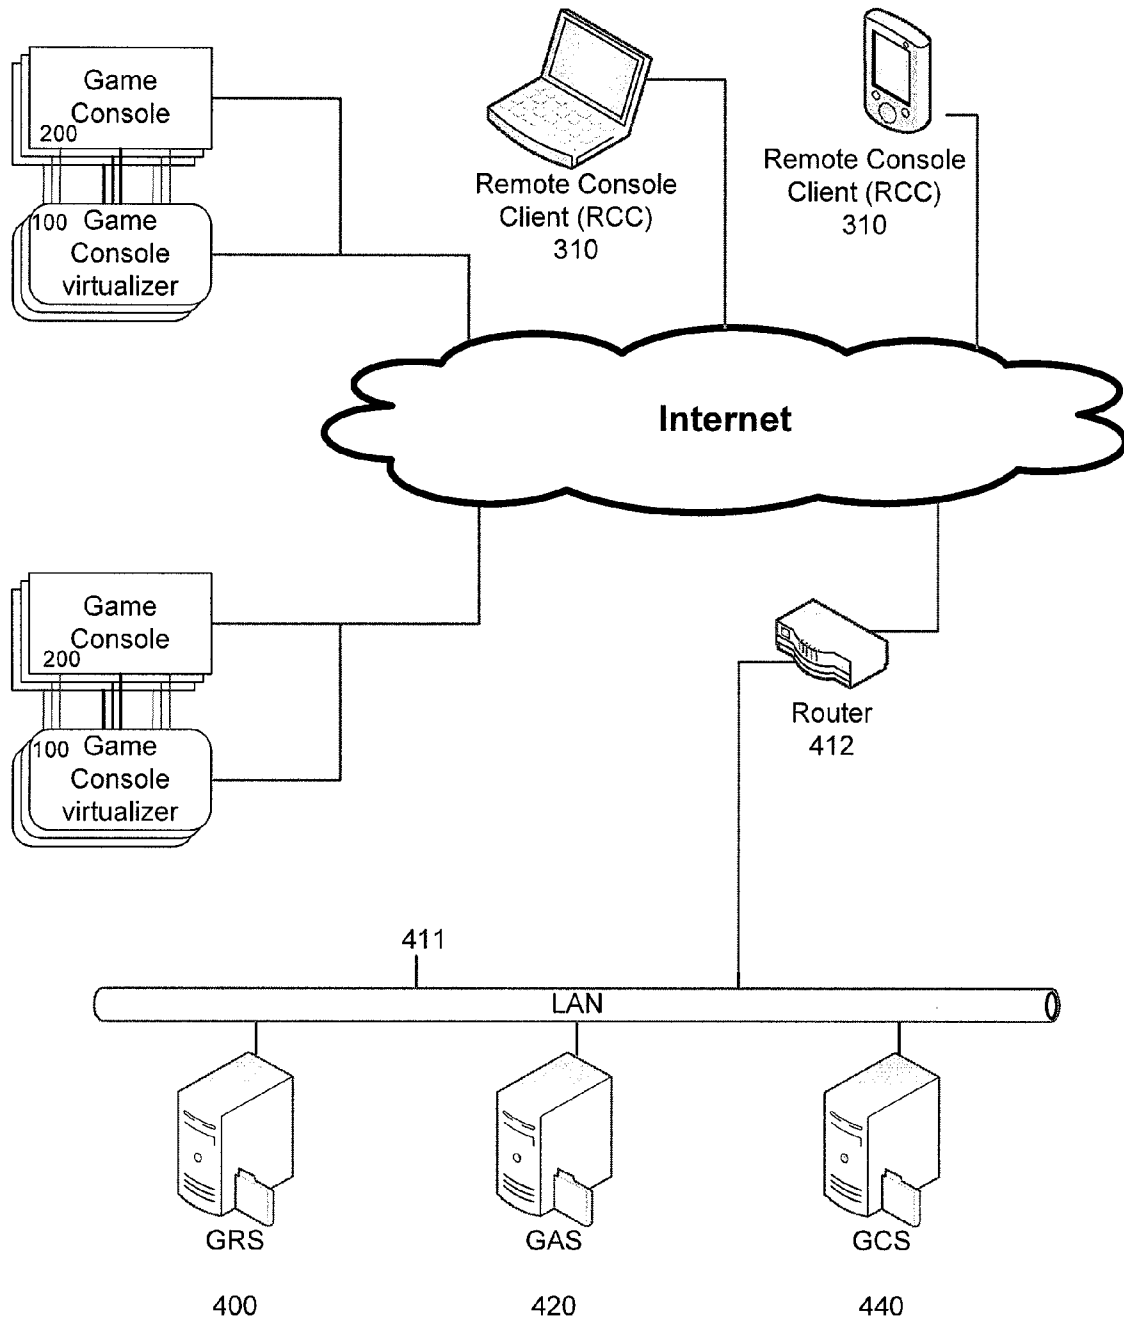 Game
Console
200
100 Game
Console
virtualizer
Remote Console
Client (RCC)
310
Remote Console
Client (RCC)
310
Internet
Game
Console
200
100 Game
Console
virtualizer
Router
412
411
LAN
GRS
400
GAS
420
GCS
440